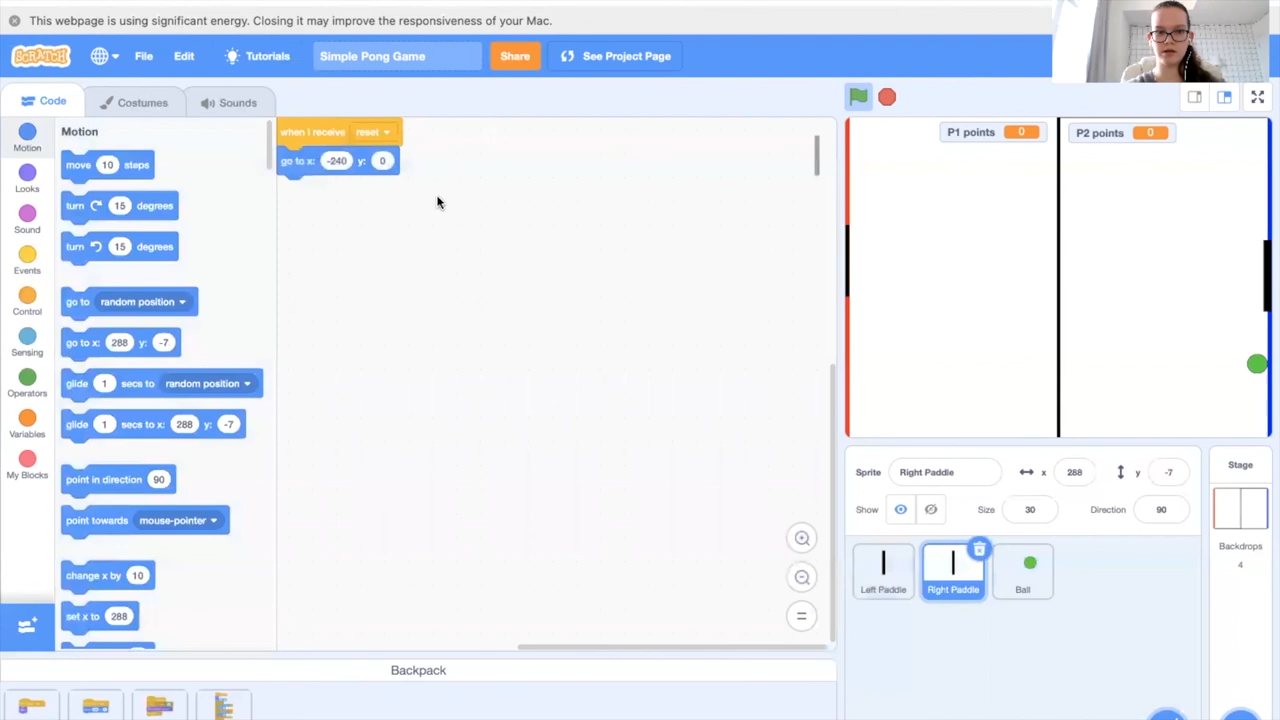 This webpage is using significant energy. Closing it may improve the responsiveness of your Mac.
SCRATCH File Edit Tutorials Simple Pong Game Share See Project Page
Code Costumes Sounds
Motion
Looks
Sound
Events
Control
Sensing
Operators
Variables
My Blocks
Motion
move 10 steps
turn 15 degrees
turn 15 degrees
go to random position
go to x: 288 y: -7
glide 1 secs to random position
glide 1 secs to x: 288 y: -7
point in direction 90
point towards mouse-pointer
change x by 10
set x to 288
when I receive reset
go to x: -240 y: 0
Backpack
P1 points 0 P2 points 0
Sprite Right Paddle x 288 y -7
Show Size 30 Direction 90
Left Paddle Right Paddle Ball
Stage
Backdrops
4